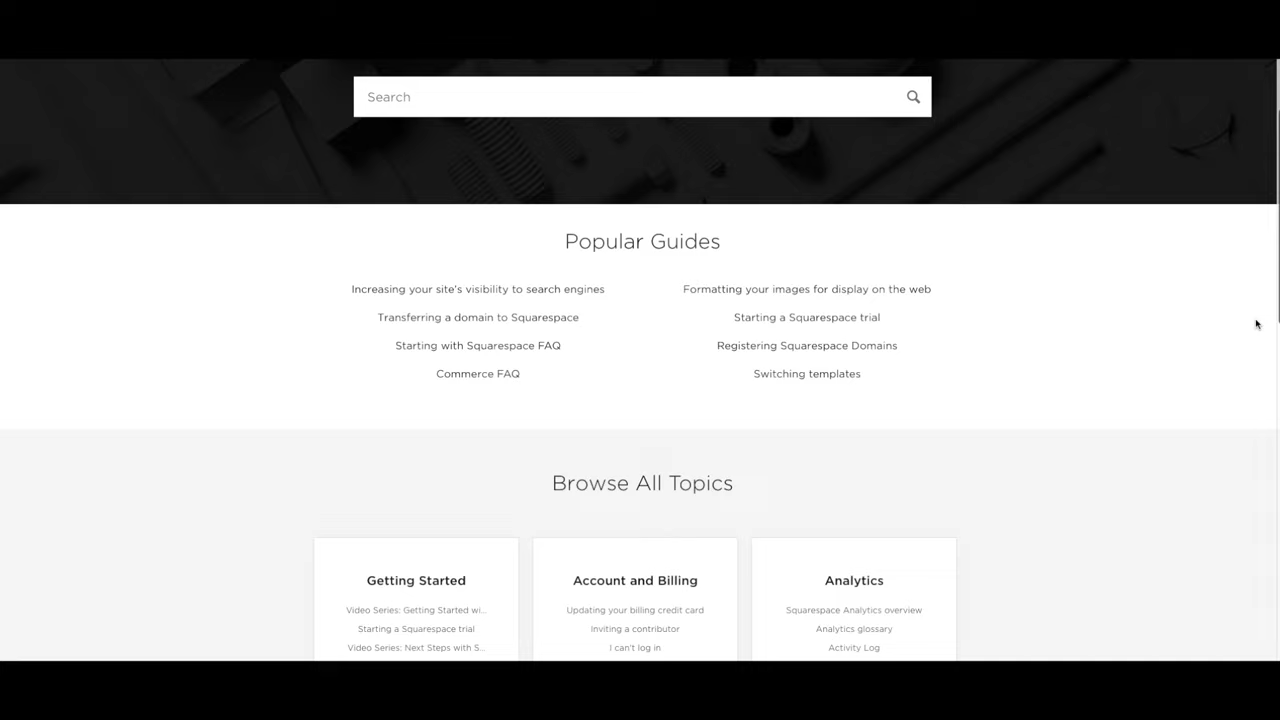 Search
Popular Guides
Increasing your site's visibility to search engines
Formatting your images for display on the web
Transferring a domain to Squarespace
Starting a Squarespace trial
Starting with Squarespace FAQ
Registering Squarespace Domains
Commerce FAQ
Switching templates
Browse All Topics
Getting Started
Account and Billing
Analytics
Video Series: Getting Started wi...
Updating your billing credit card
Squarespace Analytics overview
Starting a Squarespace trial
Inviting a contributor
Analytics glossary
Video Series: Next Steps with S...
I can't log in
Activity Log